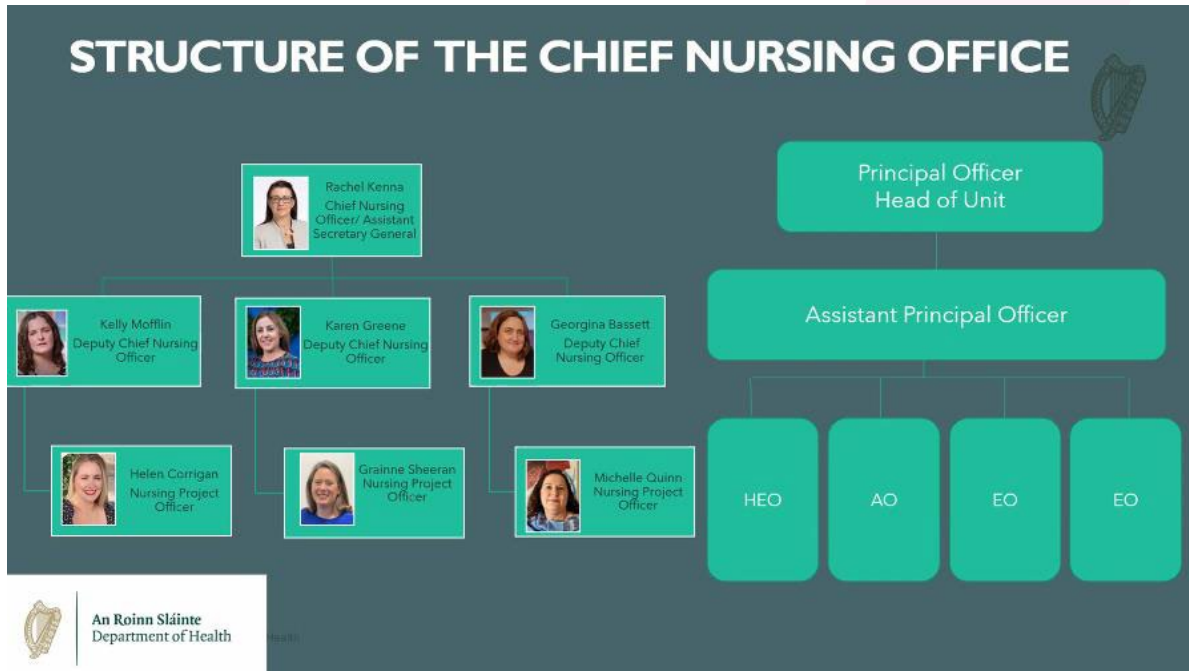 STRUCTURE OF THE CHIEF NURSING OFFICE
Rachel Kenna
Chief Nursing
Officer/ Assistant
Secretary General
Kelly Mofflin
Deputy Chief Nursing
Officer
Karen Greene
Deputy Chief Nursing
Officer
Georgina Bassett
Deputy Chief
Nursing Officer
Helen Corrigan
Nursing Project
Officer
Grainne Sheeran
Nursing Project
Officer
Michelle Quinn
Nursing Project
Officer
Principal Officer
Head of Unit
Assistant Principal Officer
HEO
AO
EO
EO
An Roinn Sláinte
Department of Health
Health